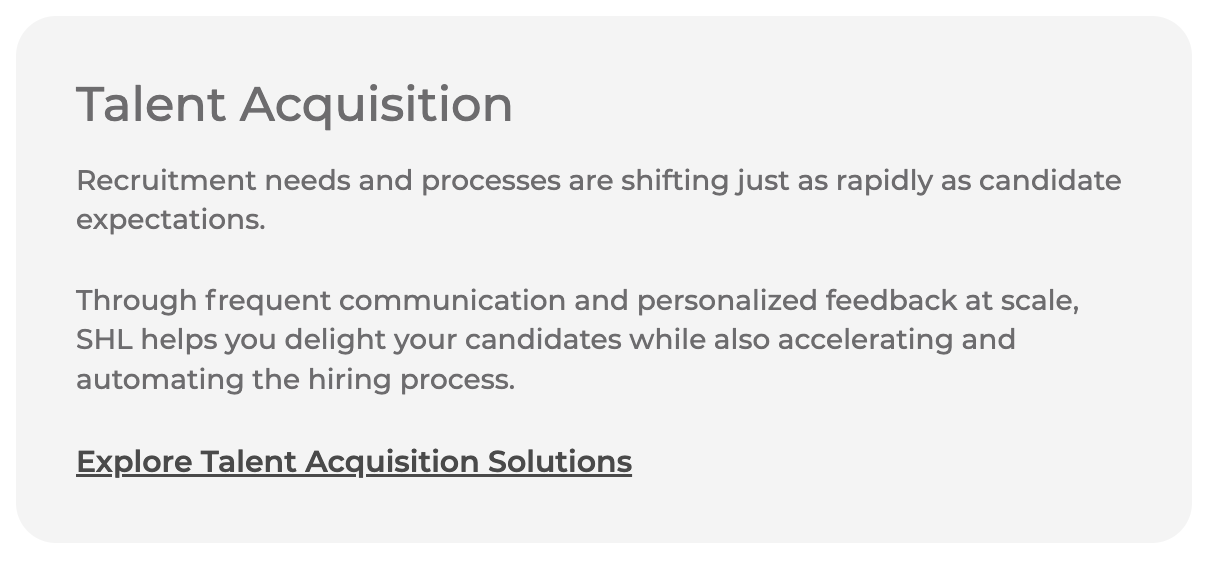 Talent Acquisition
Recruitment needs and processes are shifting just as rapidly as candidate
expectations.
Through frequent communication and personalized feedback at scale,
SHL helps you delight your candidates while also accelerating and
automating the hiring process.
Explore Talent Acquisition Solutions